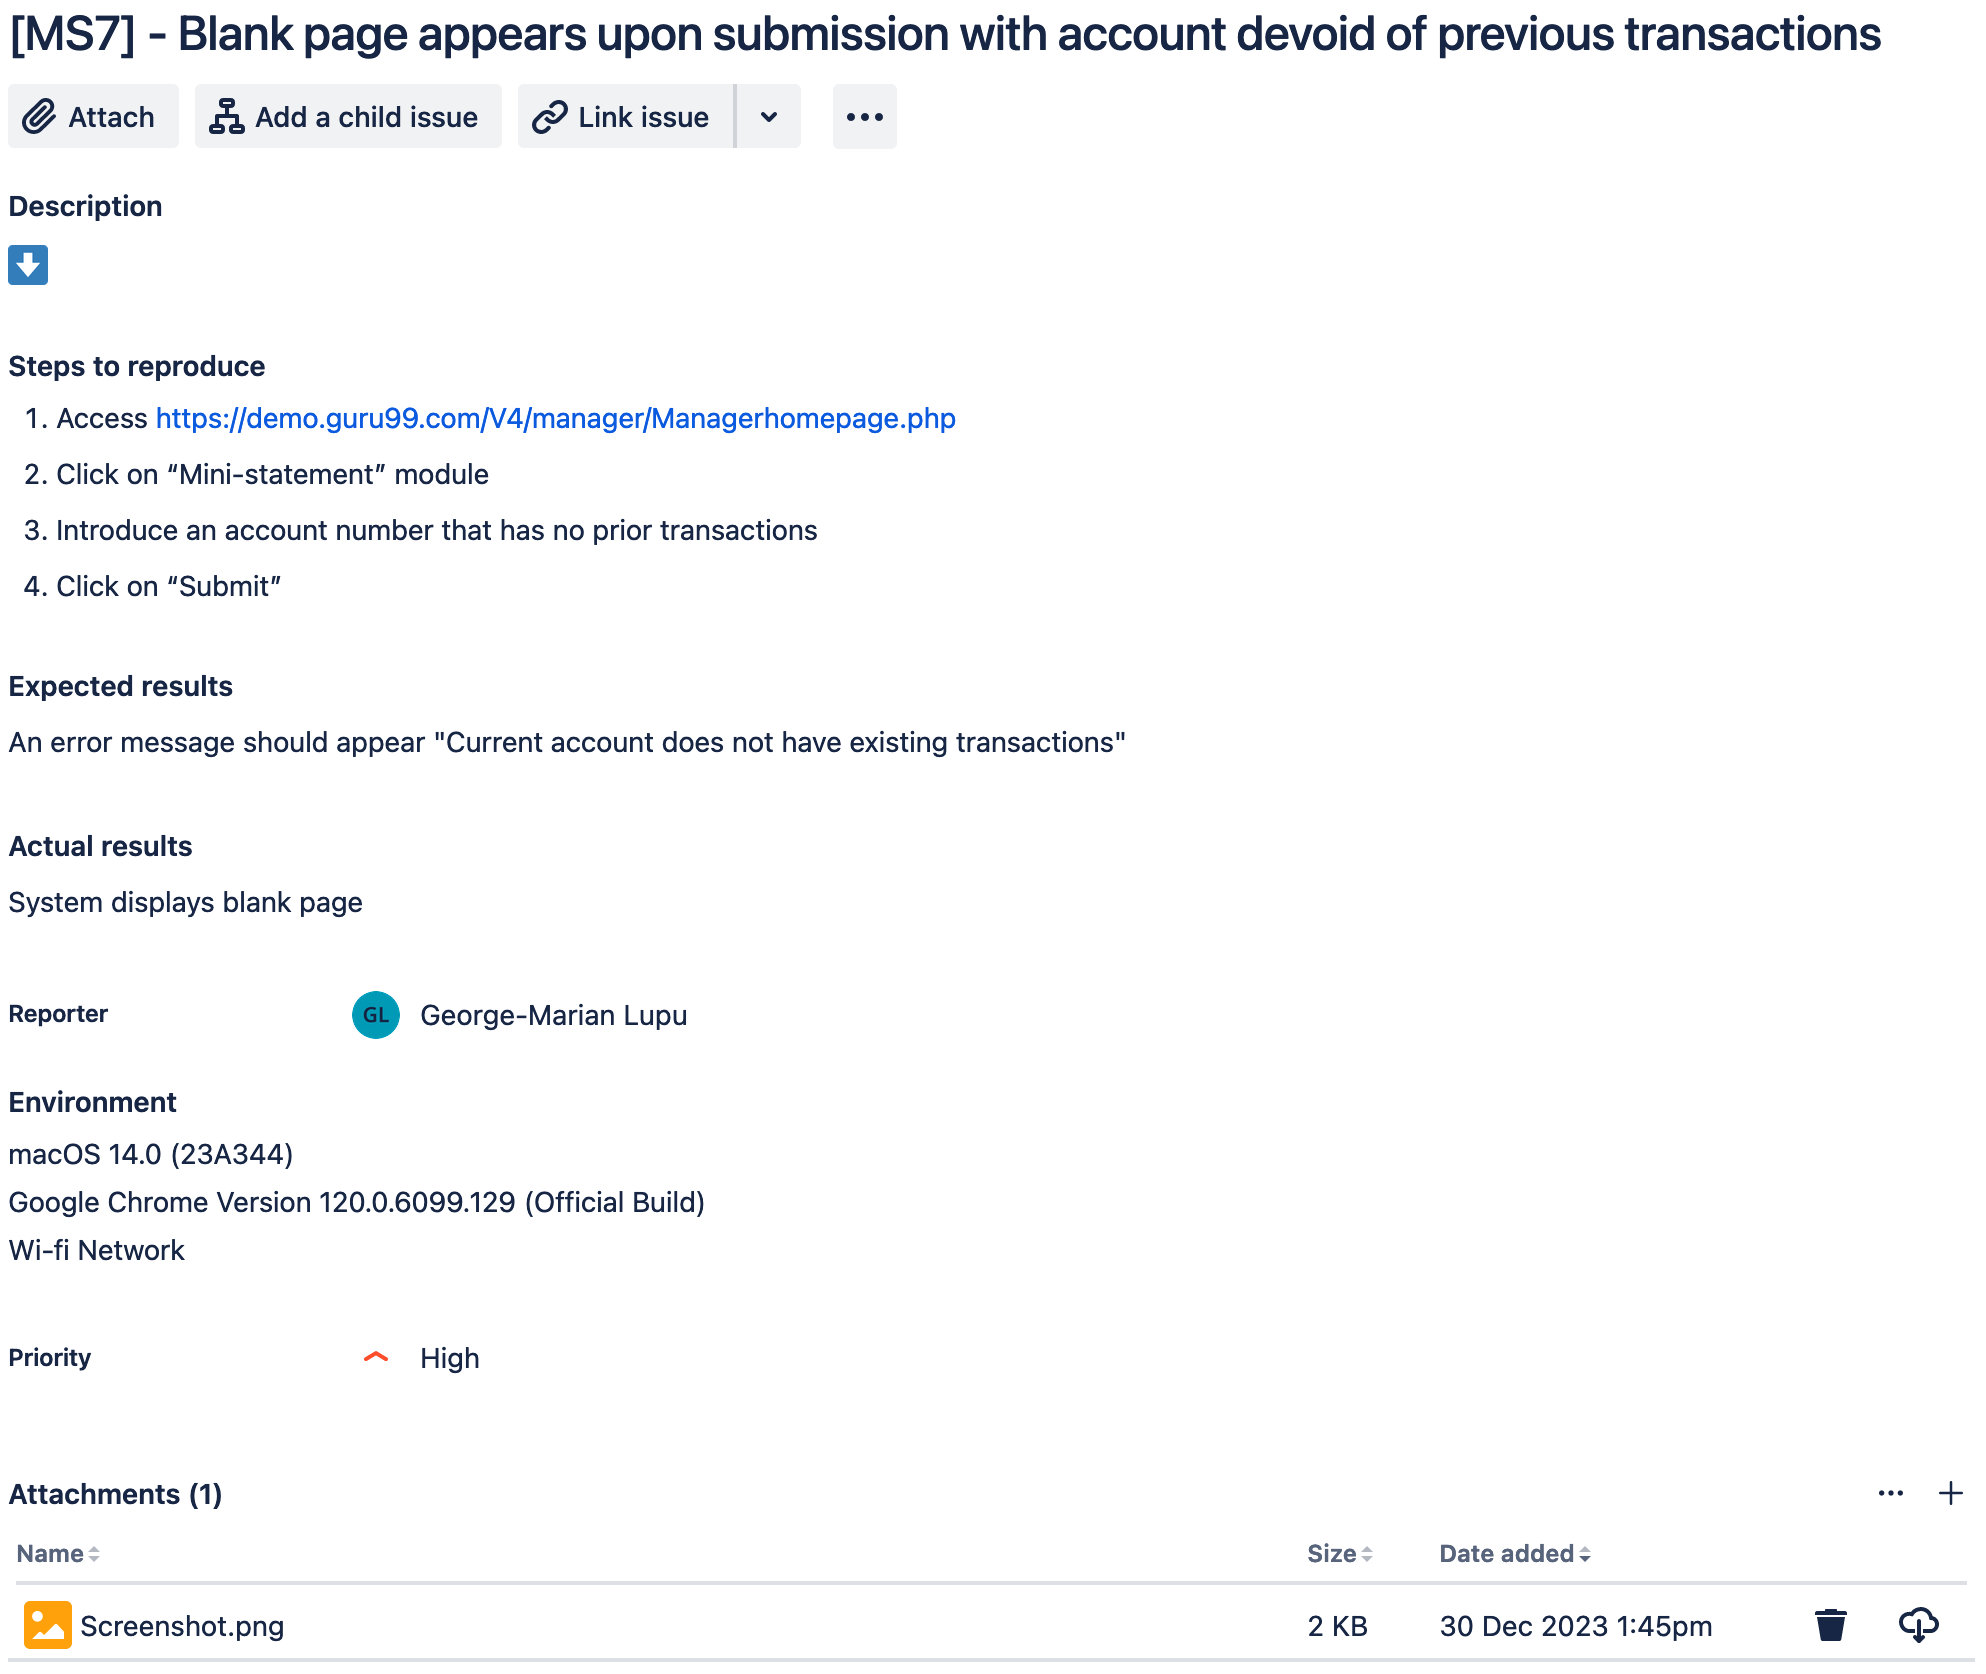 [MS7] - Blank page appears upon submission with account devoid of previous transactions
Attach
Add a child issue
Link issue
Description
Steps to reproduce
1. Access https://demo.guru99.com/V4/manager/Managerhomepage.php
2. Click on “Mini-statement” module
3. Introduce an account number that has no prior transactions
4. Click on “Submit”
Expected results
An error message should appear "Current account does not have existing transactions"
Actual results
System displays blank page
Reporter GL George-Marian Lupu
Environment
macOS 14.0 (23A344)
Google Chrome Version 120.0.6099.129 (Official Build)
Wi-fi Network
Priority High
Attachments (1)
Name Size Date added
Screenshot.png 2 KB 30 Dec 2023 1:45pm